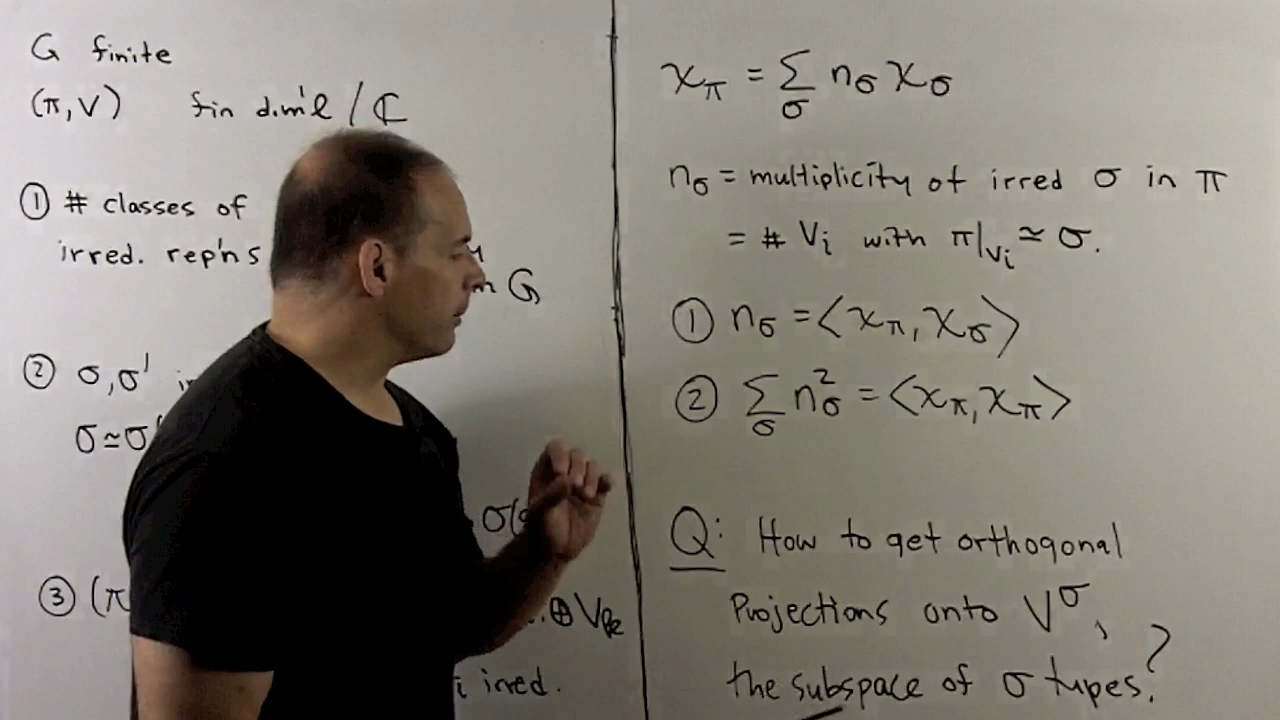 G finite
(π, V) fin dim'l / ℂ
① # classes of
irred. rep'ns
G
② σ, σ'
σ ≃ σ'
σ(
③ (π
⊕ V_k
irred.
χ_π = Σ_σ n_σ χ_σ
n_σ = multiplicity of irred σ in π
= # V_i with π|_{V_i} ≃ σ.
① n_σ = ⟨χ_π, χ_σ⟩
② Σ_σ n_σ^2 = ⟨χ_π, χ_π⟩
Q: How to get orthogonal
Projections onto V^σ,
the subspace of σ types?